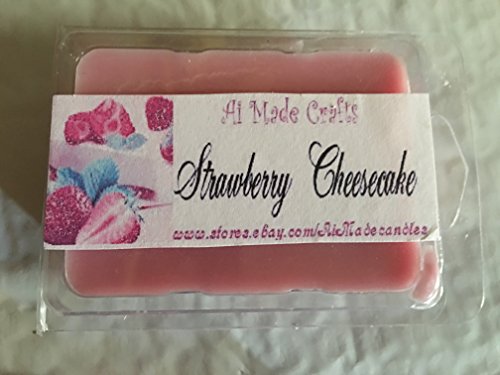 Ai Made Crafts
Strawberry Cheesecake
www.stores.ebay.com/AiMadecandles